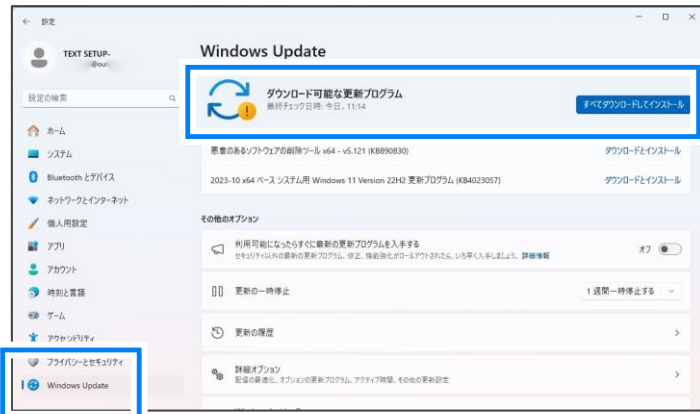 設定
TEXT SETUP-
Windows Update
設定の検索
ダウンロード可能な更新プログラム
最終チェック日時: 今日、11:14
すべてダウンロードしてインストール
ホーム
システム
Bluetooth とデバイス
ネットワークとインターネット
個人用設定
アプリ
アカウント
時刻と言語
ゲーム
アクセシビリティ
プライバシーとセキュリティ
Windows Update
悪意のあるソフトウェアの削除ツール x64 - v5.121 (KB890830)
ダウンロードとインストール
2023-10 x64 ベース システム用 Windows 11 Version 22H2 更新プログラム (KB4023057)
ダウンロードとインストール
その他のオプション
利用可能になったらすぐに最新の更新プログラムを入手する
セキュリティ以外の最新の更新プログラム、修正、機能強化がロールアウトされたら、いち早く入手しましょう。 詳細情報
オフ
更新の一時停止
1 週間一時停止する
更新の履歴
詳細オプション
配信の最適化、オプションの更新プログラム、アクティブ時間、その他の更新設定